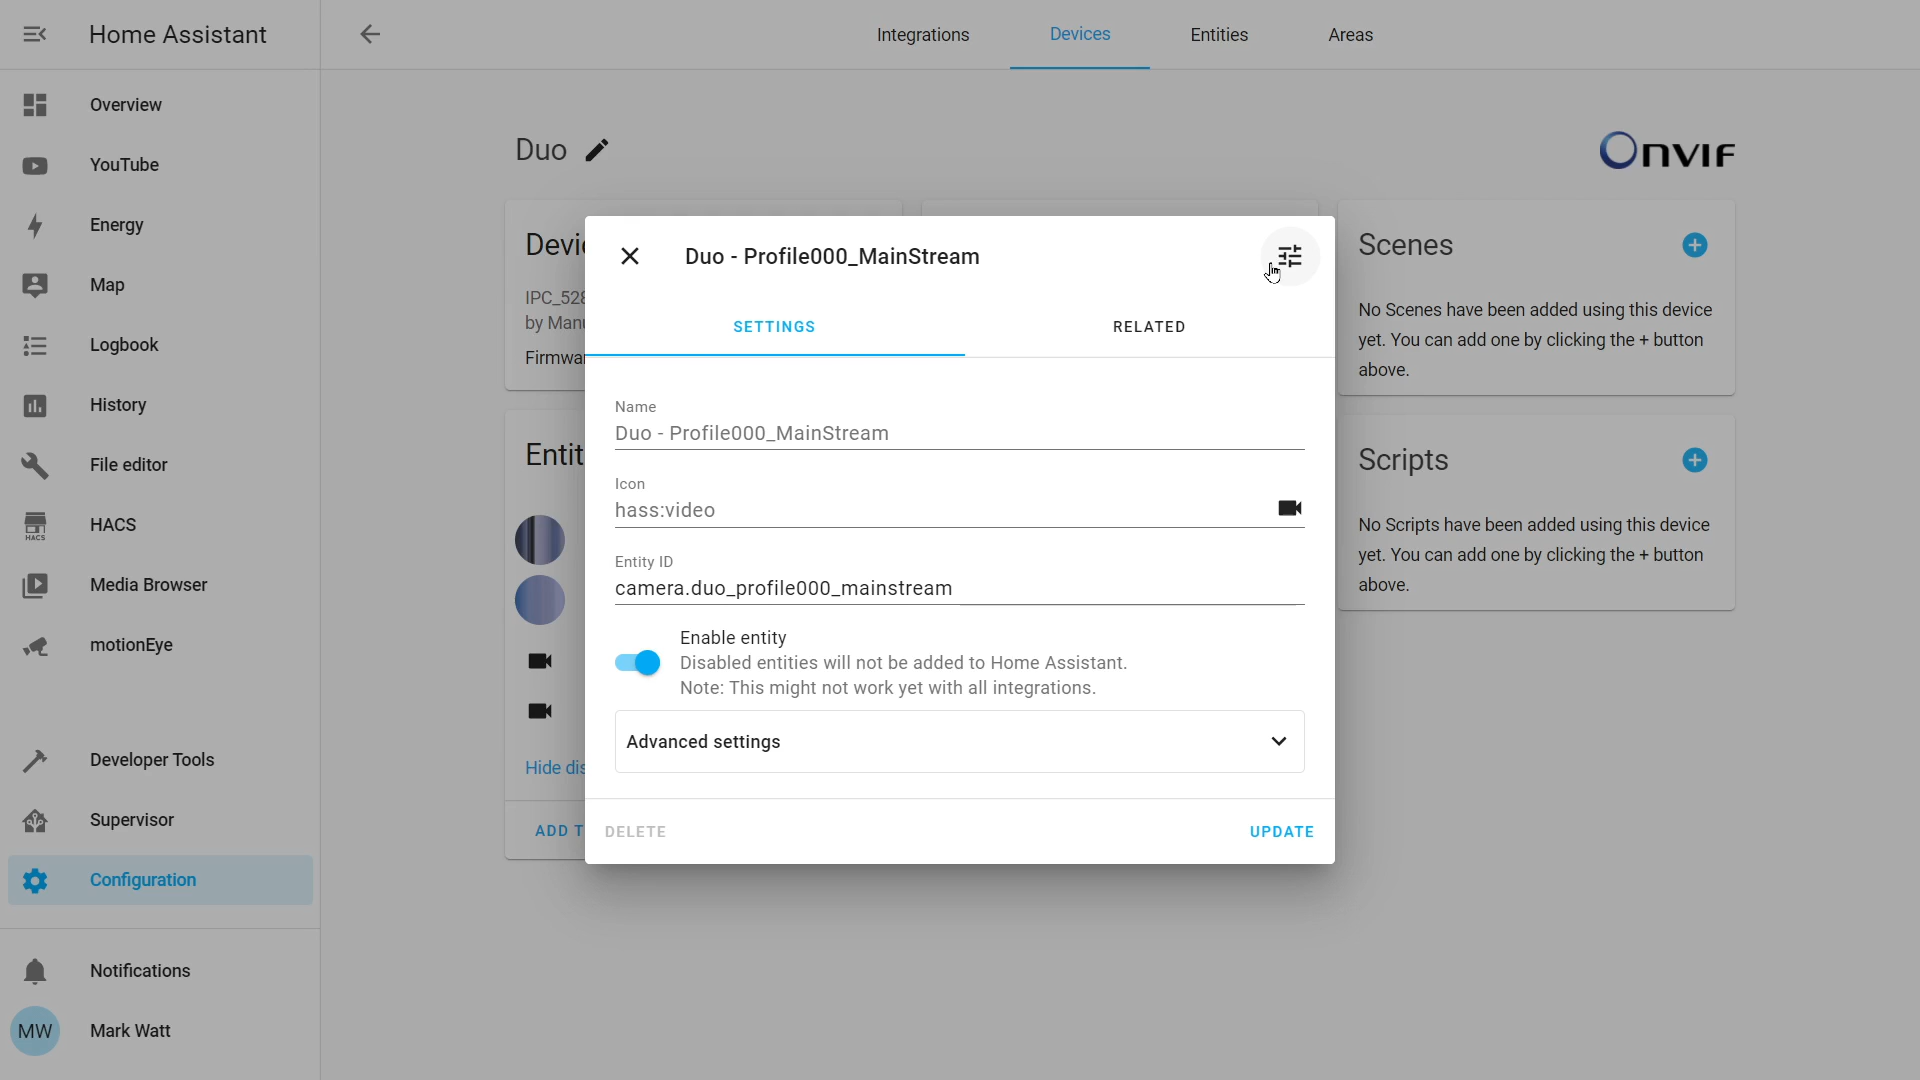 Home Assistant
Integrations
Devices
Entities
Areas
Overview
YouTube
Energy
Map
Logbook
History
File editor
HACS
HACS
Media Browser
motionEye
Developer Tools
Supervisor
Configuration
Notifications
MW
Mark Watt
Duo
ONVIF
Devi
IPC_528
by Manu
Firmwa
Entit
Hide dis
ADD T
Duo - Profile000_MainStream
SETTINGS
RELATED
Name
Duo - Profile000_MainStream
Icon
hass:video
Entity ID
camera.duo_profile000_mainstream
Enable entity
Disabled entities will not be added to Home Assistant.
Note: This might not work yet with all integrations.
Advanced settings
DELETE
UPDATE
Scenes
No Scenes have been added using this device
yet. You can add one by clicking the + button
above.
Scripts
No Scripts have been added using this device
yet. You can add one by clicking the + button
above.